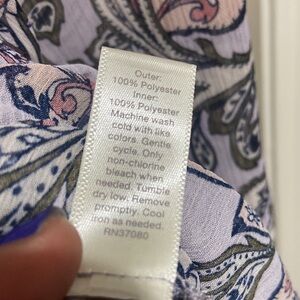 Outer:
100% Polyester
Inner:
100% Polyester
Machine wash
cold with like
colors. Gentle
cycle. Only
non-chlorine
bleach when
needed. Tumble
dry low. Remove
promptly. Cool
iron as needed.
RN37080